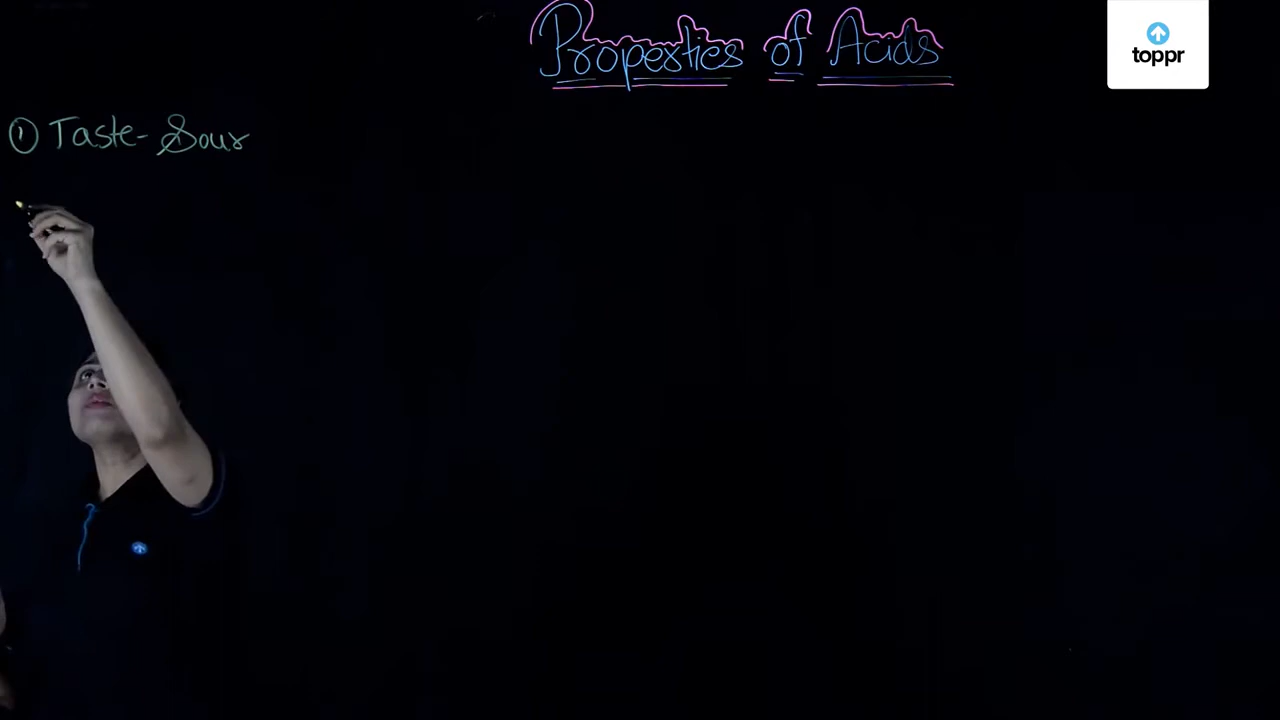 Properties of Acids
toppr
① Taste- Sour